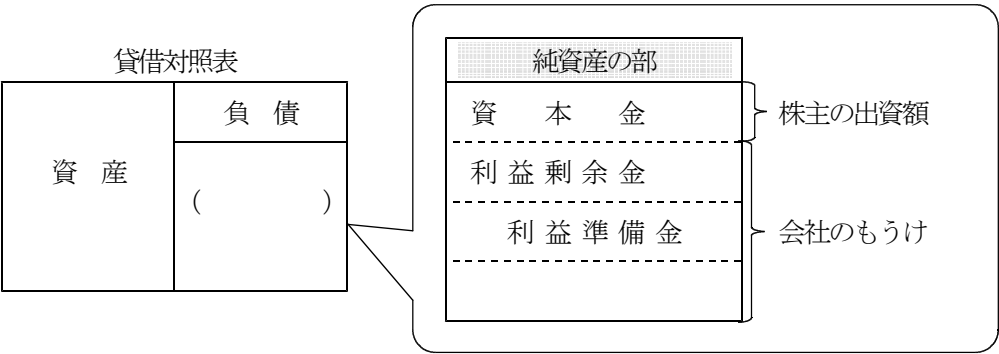 貸借対照表
負 債
資 産
( )
純資産の部
資 本 金
株主の出資額
利 益 剰 余 金
利 益 準 備 金
会社のもうけ